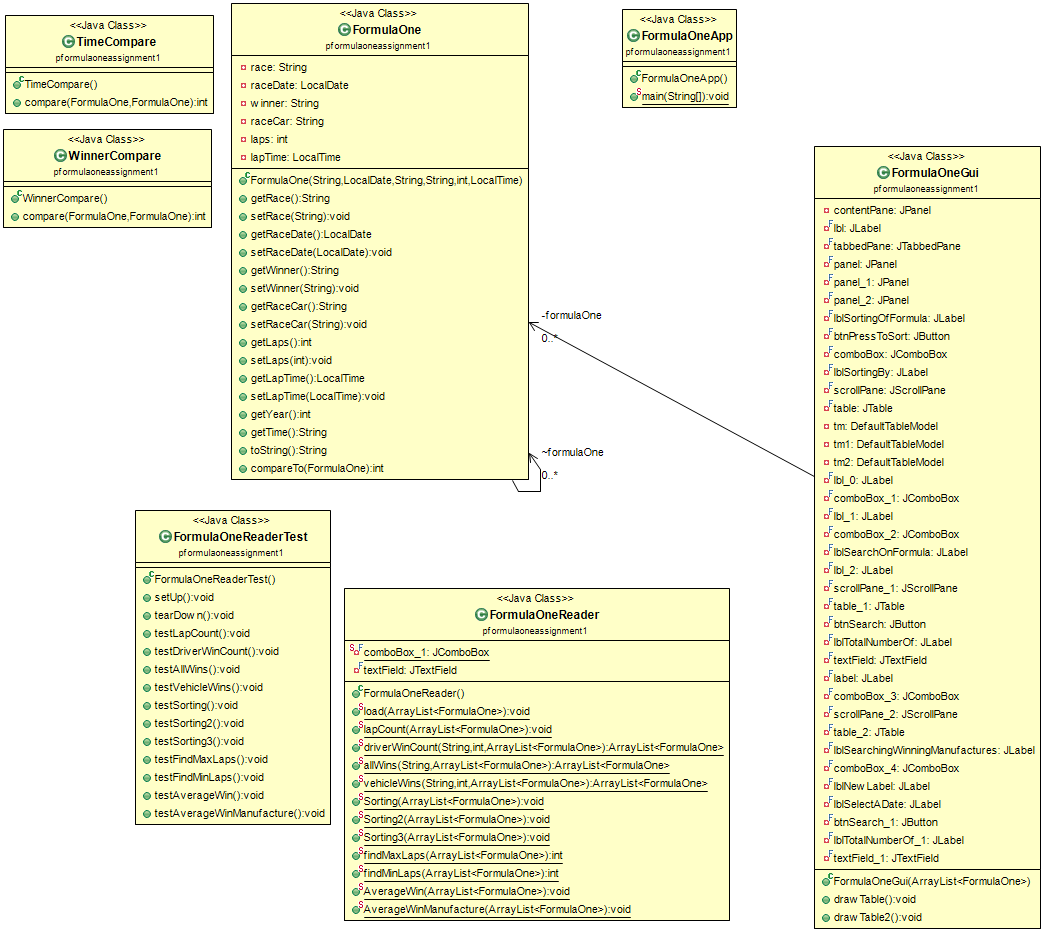 <<Java Class>>
TimeCompare
pformulaoneassignment1
TimeCompare()
compare(FormulaOne,FormulaOne):int
<<Java Class>>
WinnerCompare
pformulaoneassignment1
WinnerCompare()
compare(FormulaOne,FormulaOne):int
<<Java Class>>
FormulaOne
pformulaoneassignment1
race: String
raceDate: LocalDate
winner: String
raceCar: String
laps: int
lapTime: LocalTime
FormulaOne(String,LocalDate,String,String,int,LocalTime)
getRace():String
setRace(String):void
getRaceDate():LocalDate
setRaceDate(LocalDate):void
getWinner():String
setWinner(String):void
getRaceCar():String
setRaceCar(String):void
getLaps():int
setLaps(int):void
getLapTime():LocalTime
setLapTime(LocalTime):void
getYear():int
getTime():String
toString():String
compareTo(FormulaOne):int
-formulaOne
0..*
~formulaOne
0..*
<<Java Class>>
FormulaOneApp
pformulaoneassignment1
FormulaOneApp()
main(String[]):void
<<Java Class>>
FormulaOneGui
pformulaoneassignment1
contentPane: JPanel
lbl: JLabel
tabbedPane: JTabbedPane
panel: JPanel
panel_1: JPanel
panel_2: JPanel
lblSortingOfFormula: JLabel
btnPressToSort: JButton
comboBox: JComboBox
lblSortingBy: JLabel
scrollPane: JScrollPane
table: JTable
tm: DefaultTableModel
tm1: DefaultTableModel
tm2: DefaultTableModel
lbl_0: JLabel
comboBox_1: JComboBox
lbl_1: JLabel
comboBox_2: JComboBox
lblSearchOnFormula: JLabel
lbl_2: JLabel
scrollPane_1: JScrollPane
table_1: JTable
btnSearch: JButton
lblTotalNumberOf: JLabel
textField: JTextField
label: JLabel
comboBox_3: JComboBox
scrollPane_2: JScrollPane
table_2: JTable
lblSearchingWinningManufactures: JLabel
comboBox_4: JComboBox
lblNewLabel: JLabel
lblSelectADate: JLabel
btnSearch_1: JButton
lblTotalNumberOf_1: JLabel
textField_1: JTextField
FormulaOneGui(ArrayList<FormulaOne>)
drawTable():void
drawTable2():void
<<Java Class>>
FormulaOneReaderTest
pformulaoneassignment1
FormulaOneReaderTest()
setUp():void
tearDown():void
testLapCount():void
testDriverWinCount():void
testAllWins():void
testVehicleWins():void
testSorting():void
testSorting2():void
testSorting3():void
testFindMaxLaps():void
testFindMinLaps():void
testAverageWin():void
testAverageWinManufacture():void
<<Java Class>>
FormulaOneReader
pformulaoneassignment1
comboBox_1: JComboBox
textField: JTextField
FormulaOneReader()
load(ArrayList<FormulaOne>):void
lapCount(ArrayList<FormulaOne>):void
driverWinCount(String,int,ArrayList<FormulaOne>):ArrayList<FormulaOne>
allWins(String,ArrayList<FormulaOne>):ArrayList<FormulaOne>
vehicleWins(String,int,ArrayList<FormulaOne>):ArrayList<FormulaOne>
Sorting(ArrayList<FormulaOne>):void
Sorting2(ArrayList<FormulaOne>):void
Sorting3(ArrayList<FormulaOne>):void
findMaxLaps(ArrayList<FormulaOne>):int
findMinLaps(ArrayList<FormulaOne>):int
AverageWin(ArrayList<FormulaOne>):void
AverageWinManufacture(ArrayList<FormulaOne>):void